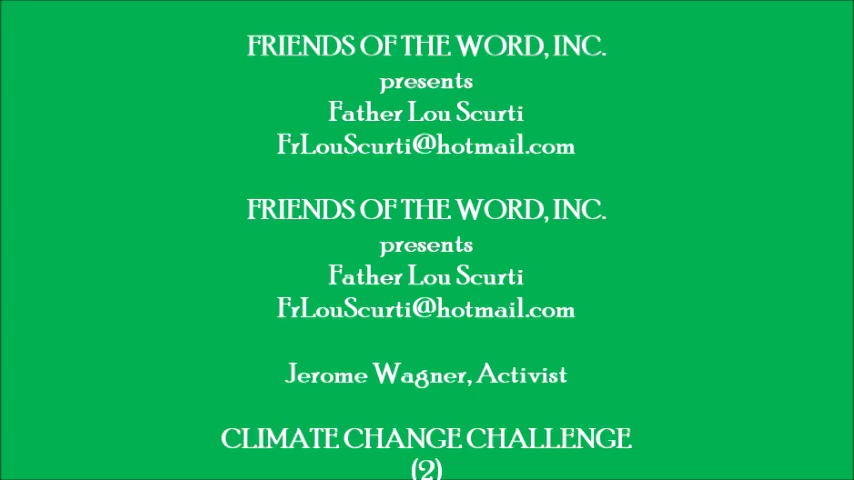 FRIENDS OF THE WORD, INC.
presents
Father Lou Scurti
FrLouScurti@hotmail.com
FRIENDS OF THE WORD, INC.
presents
Father Lou Scurti
FrLouScurti@hotmail.com
Jerome Wagner, Activist
CLIMATE CHANGE CHALLENGE
(2)